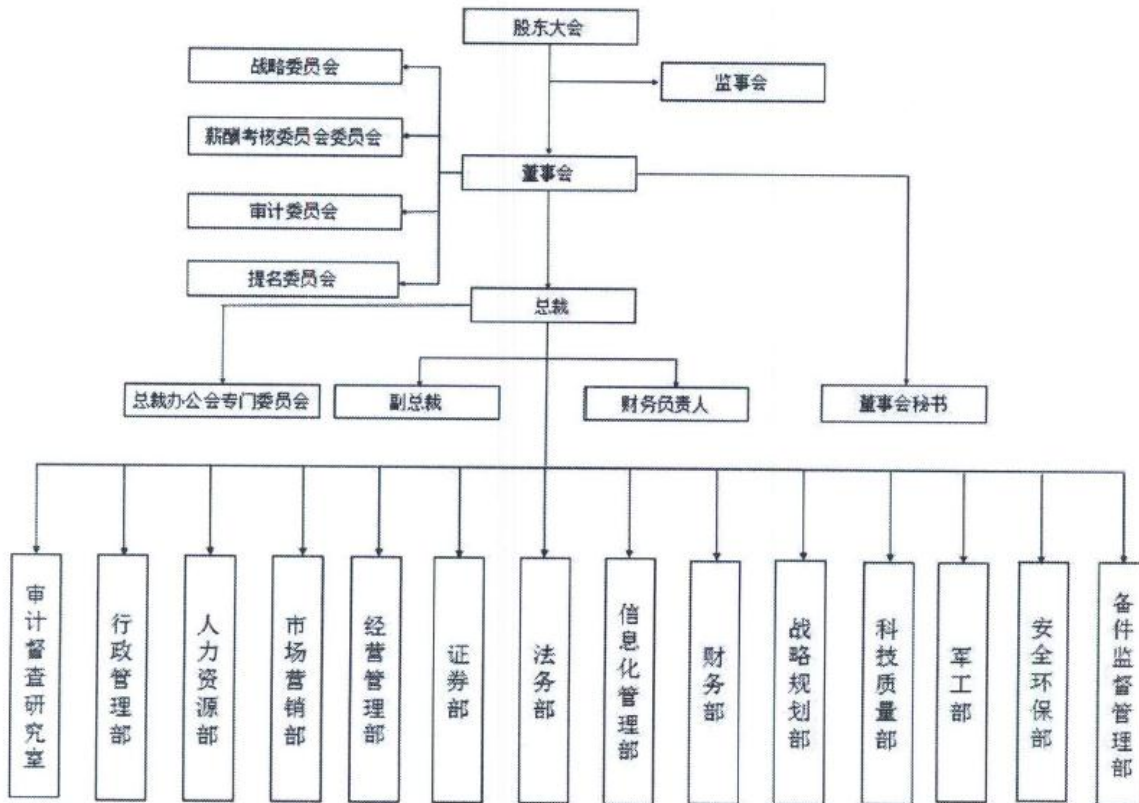 股东大会
战略委员会
监事会
薪酬考核委员会委员会
董事会
审计委员会
提名委员会
总裁
总裁办公会专门委员会
副总裁
财务负责人
董事会秘书
审计督查研究室
行政管理部
人力资源部
市场营销部
经营管理部
证券部
法务部
信息化管理部
财务部
战略规划部
科技质量部
军工部
安全环保部
备件监督管理部